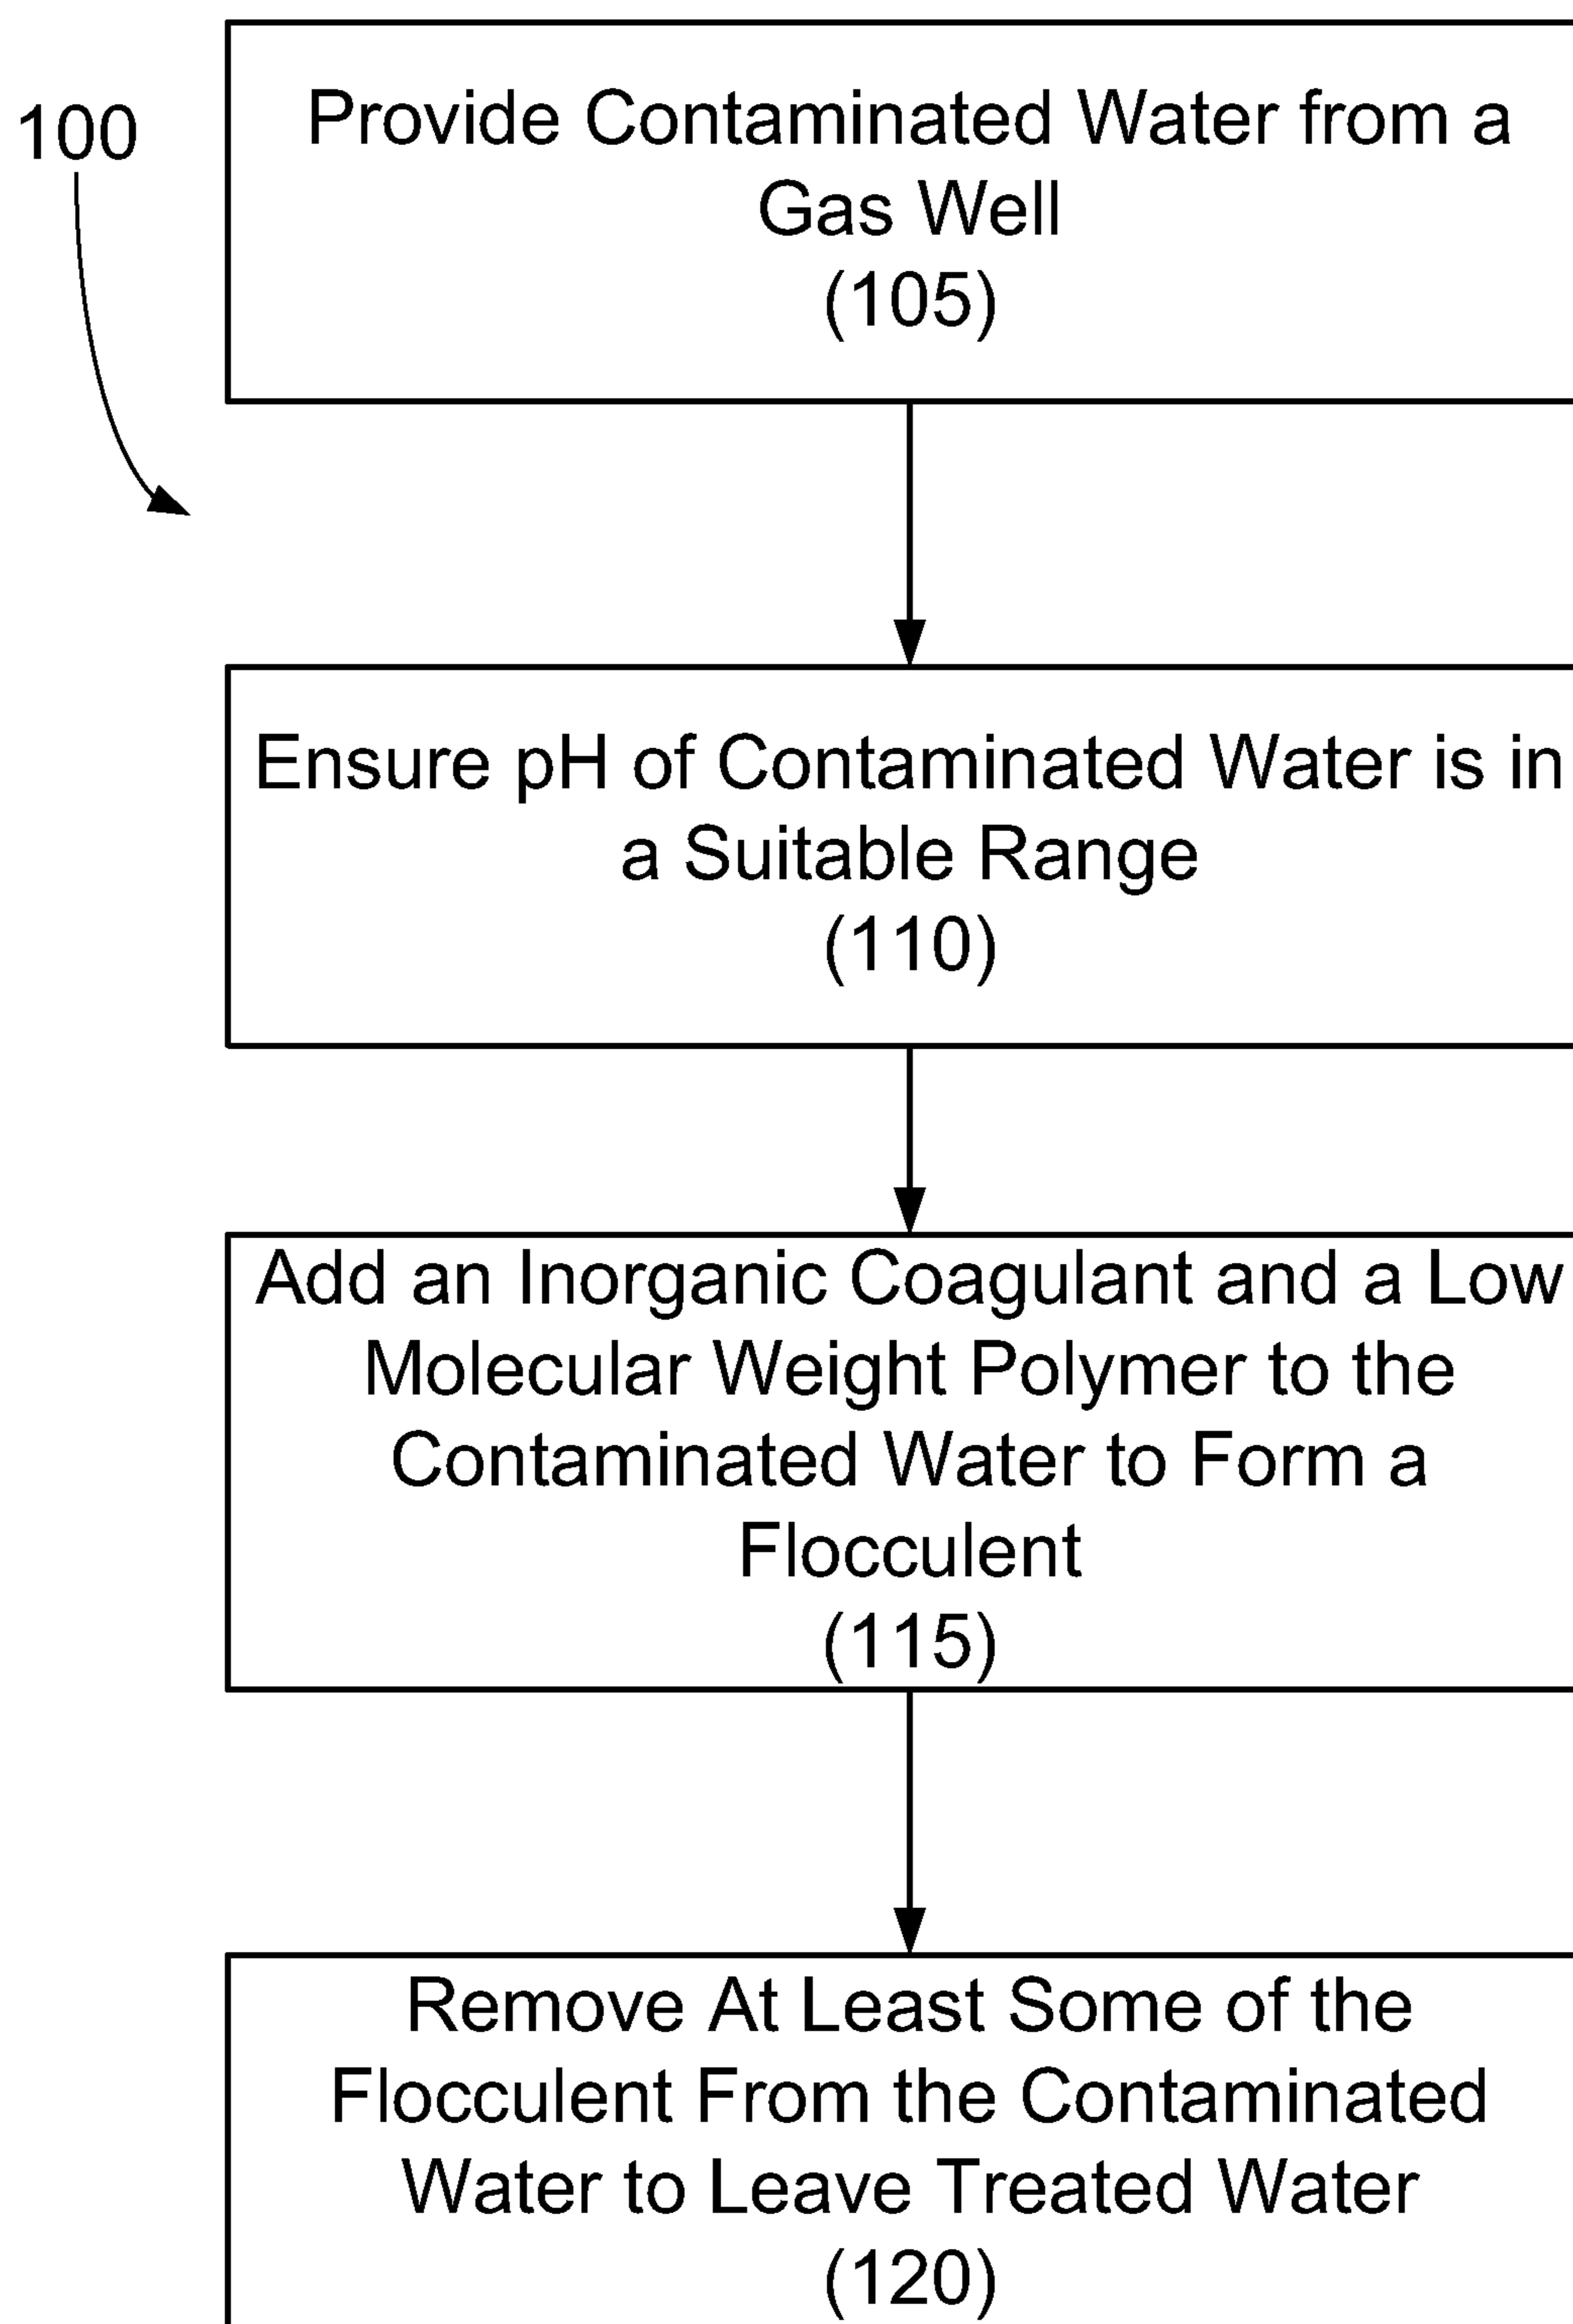 100
Provide Contaminated Water from a
Gas Well
(105)
Ensure pH of Contaminated Water is in
a Suitable Range
(110)
Add an Inorganic Coagulant and a Low
Molecular Weight Polymer to the
Contaminated Water to Form a
Flocculent
(115)
Remove At Least Some of the
Flocculent From the Contaminated
Water to Leave Treated Water
(120)